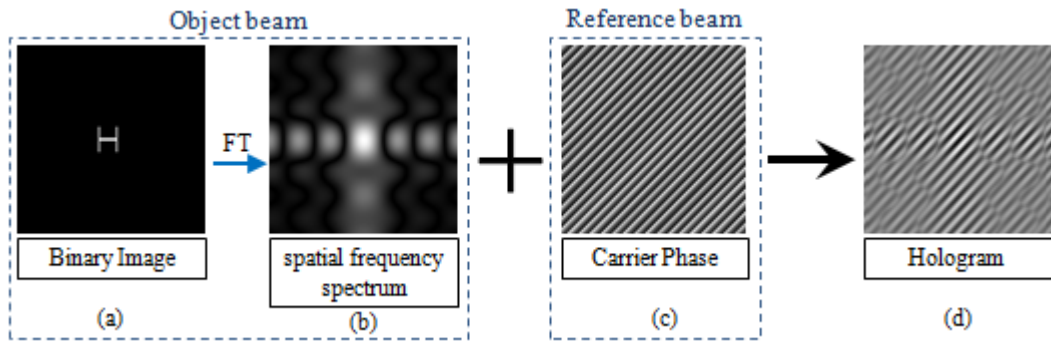 Object beam
Reference beam
H
FT
Binary Image
spatial frequency
spectrum
Carrier Phase
Hologram
(a)
(b)
(c)
(d)